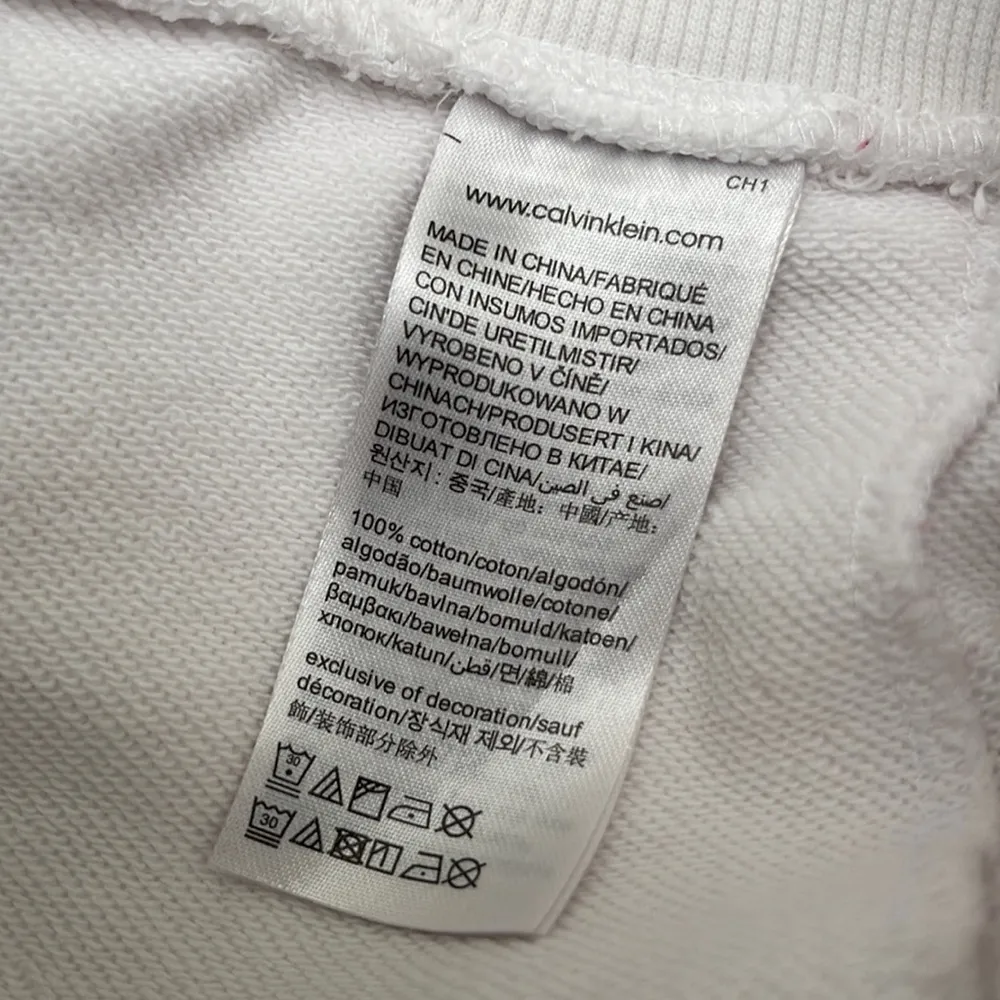 CH1
www.calvinklein.com
MADE IN CHINA/FABRIQUÉ
EN CHINE/HECHO EN CHINA
CON INSUMOS IMPORTADOS/
CIN'DE URETILMISTIR/
VYROBENO V ČÍNĚ/
WYPRODUKOWANO W
CHINACH/PRODUSERT I KINA/
ИЗГОТОВЛЕНО В КИТАЕ/
DIBUAT DI CINA/صنع في الصين/
원산지: 중국/產地: 中國/产地:
中国
100% cotton/coton/algodón/
algodão/baumwolle/cotone/
pamuk/bavlna/bomuld/katoen/
βαμβακι/bawełna/bomull/
хлопок/katun/قطن/면/綿/棉
exclusive of decoration/sauf
décoration/장식재 제외/不含裝
飾/装饰部分除外
30
30